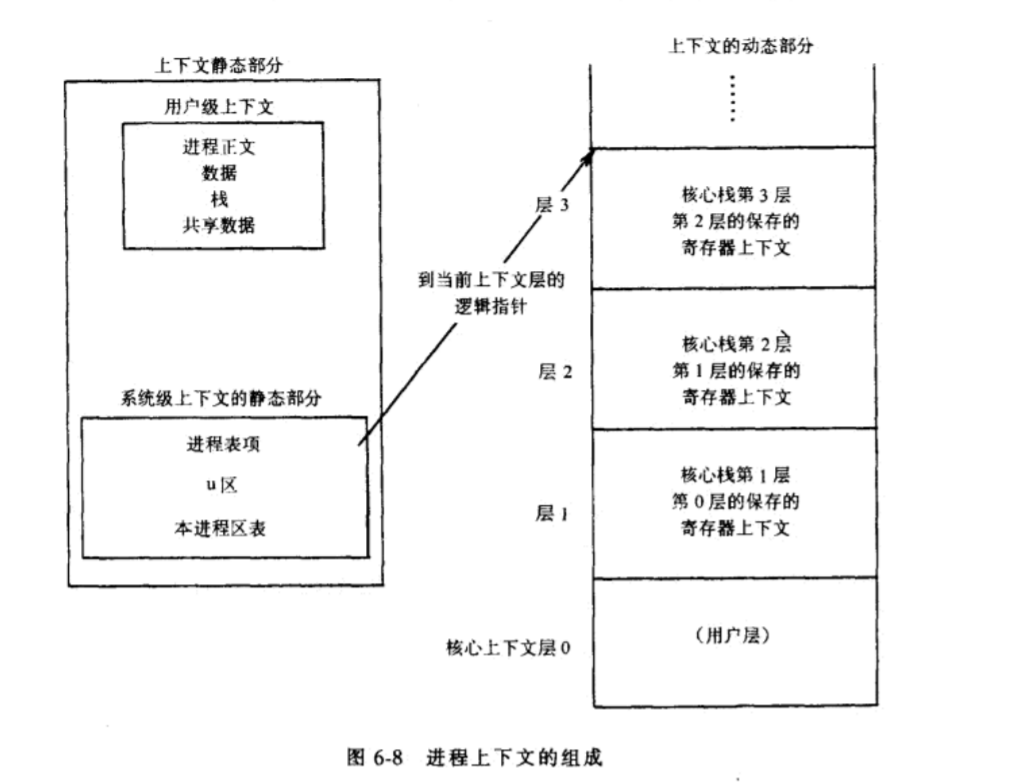 上下文静态部分
用户级上下文
进程正文
数据
栈
共享数据
系统级上下文的静态部分
进程表项
u区
本进程区表
到当前上下文层的
逻辑指针
上下文的动态部分
层 3
核心栈第 3 层
第 2 层的保存的
寄存器上下文
层 2
核心栈第 2 层
第 1 层的保存的
寄存器上下文
层 1
核心栈第 1 层
第 0 层的保存的
寄存器上下文
核心上下文层 0
（用户层）
图 6-8 进程上下文的组成